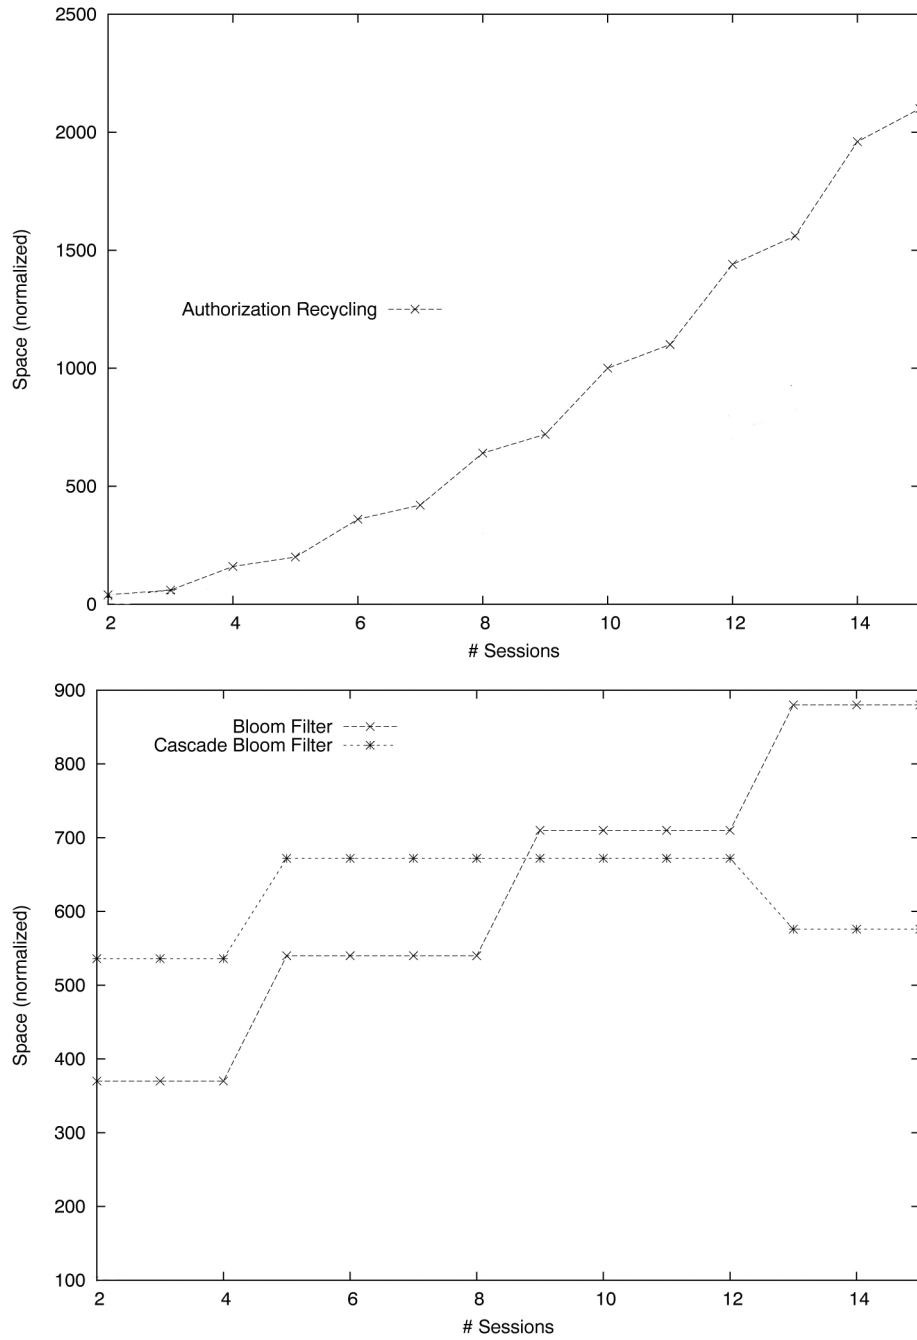 2500
2000
1500
1000
500
0
Space (normalized)
Authorization Recycling
2 4 6 8 10 12 14
# Sessions
900
800
700
600
500
400
300
200
100
Space (normalized)
Bloom Filter
Cascade Bloom Filter
2 4 6 8 10 12 14
# Sessions